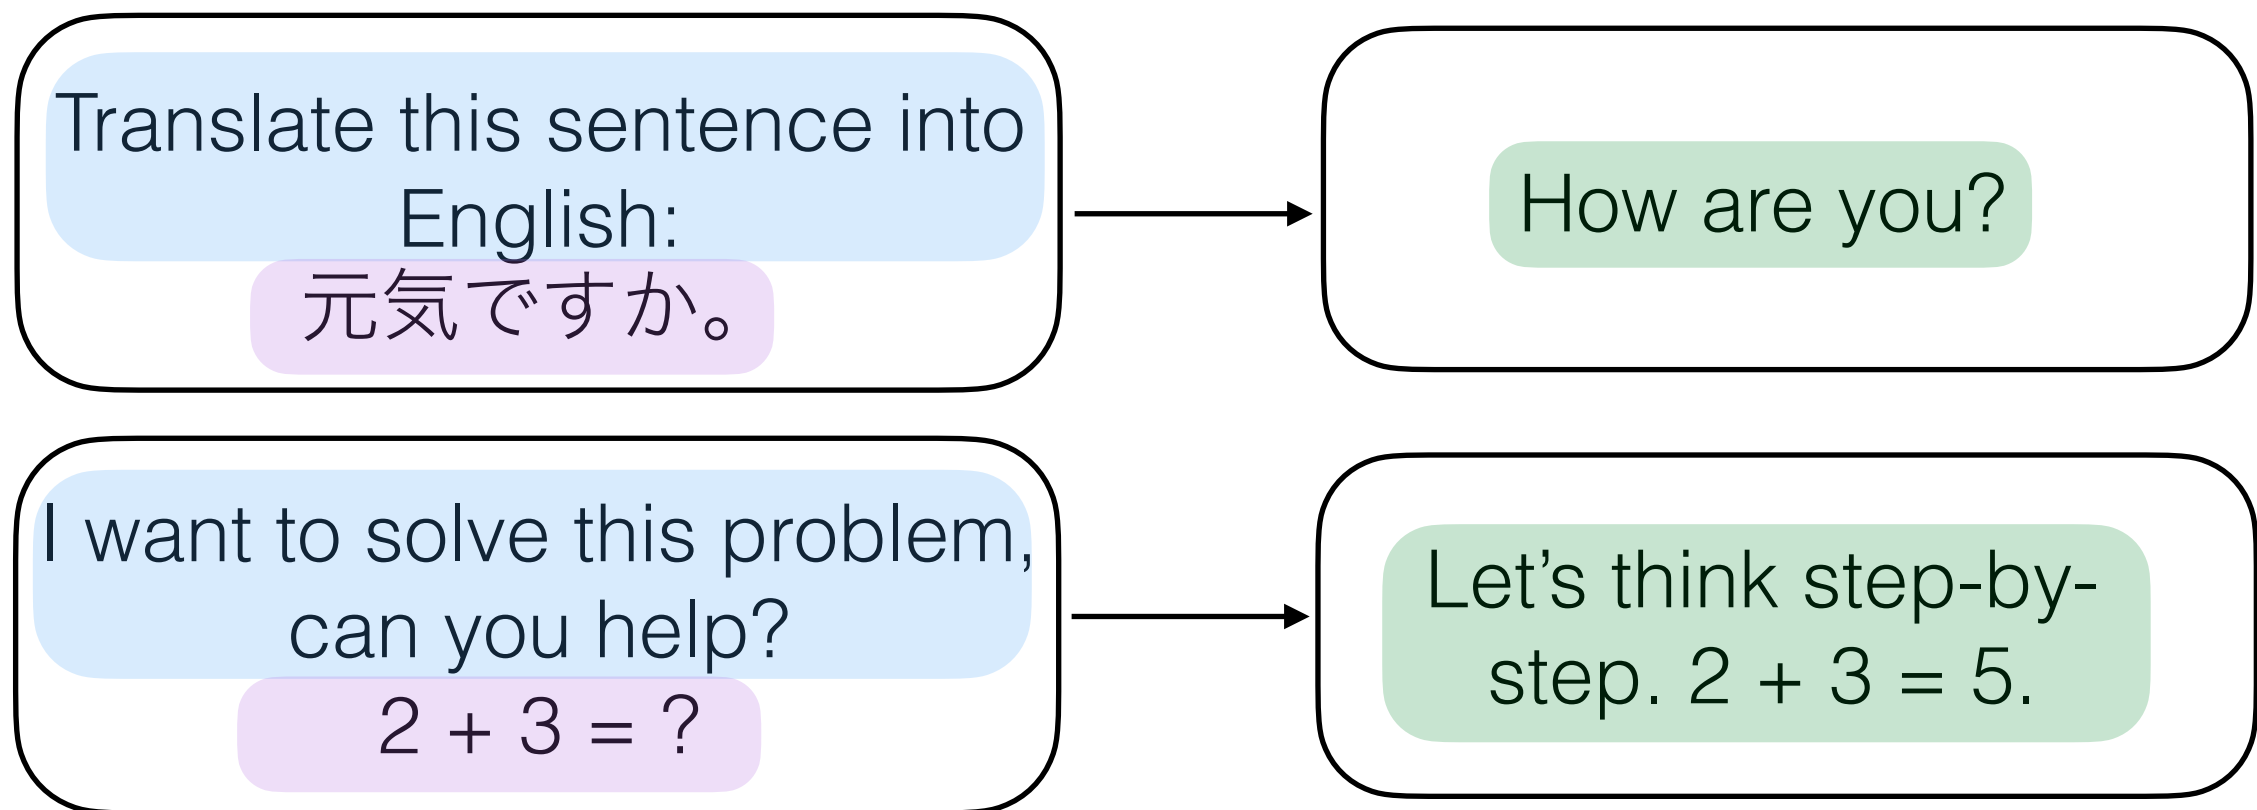 Translate this sentence into
English:
元気ですか。
How are you?
I want to solve this problem,
can you help?
2 + 3 = ?
Let’s think step-by-
step. 2 + 3 = 5.